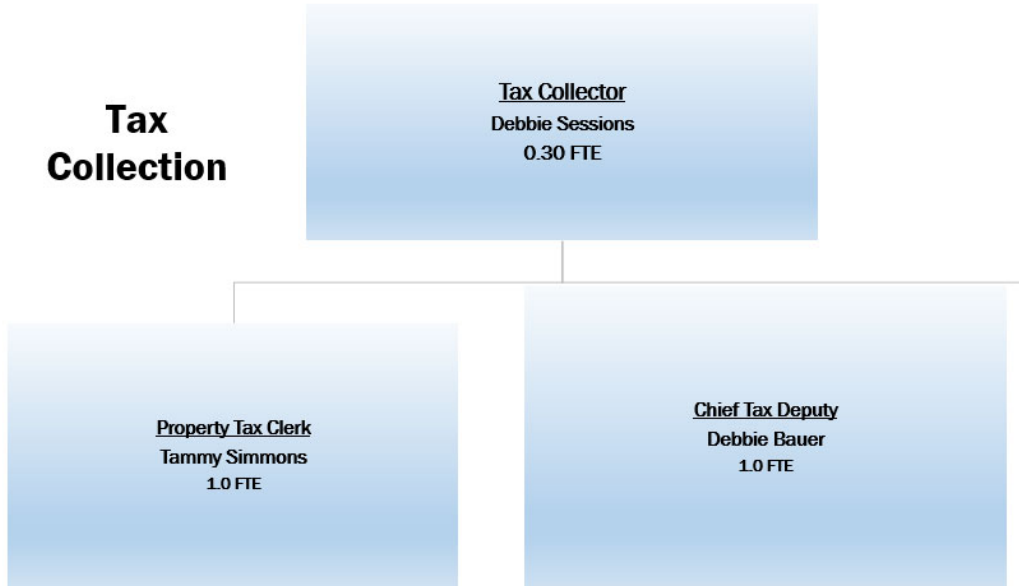 Tax
Collection
Tax Collector
Debbie Sessions
0.30 FTE
Property Tax Clerk
Tammy Simmons
1.0 FTE
Chief Tax Deputy
Debbie Bauer
1.0 FTE